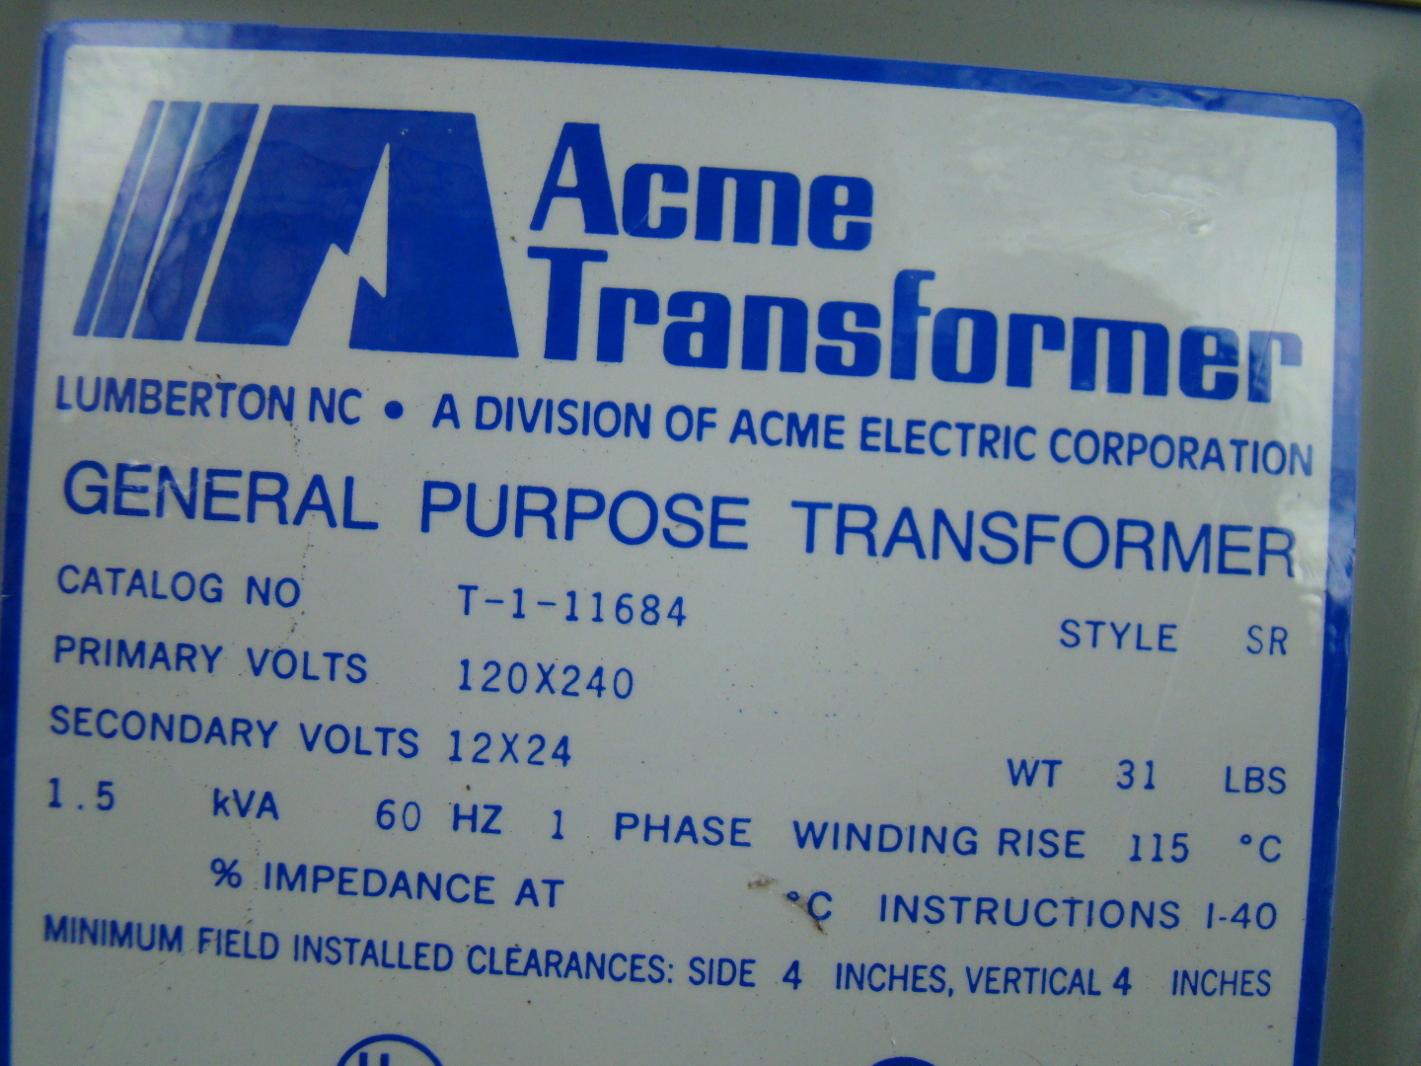 Acme
Transformer
LUMBERTON NC • A DIVISION OF ACME ELECTRIC CORPORATION
GENERAL PURPOSE TRANSFORMER
CATALOG NO T-1-11684 STYLE SR
PRIMARY VOLTS 120X240
SECONDARY VOLTS 12X24 WT 31 LBS
1.5 kVA 60 HZ 1 PHASE WINDING RISE 115 °C
% IMPEDANCE AT °C INSTRUCTIONS I-40
MINIMUM FIELD INSTALLED CLEARANCES: SIDE 4 INCHES, VERTICAL 4 INCHES